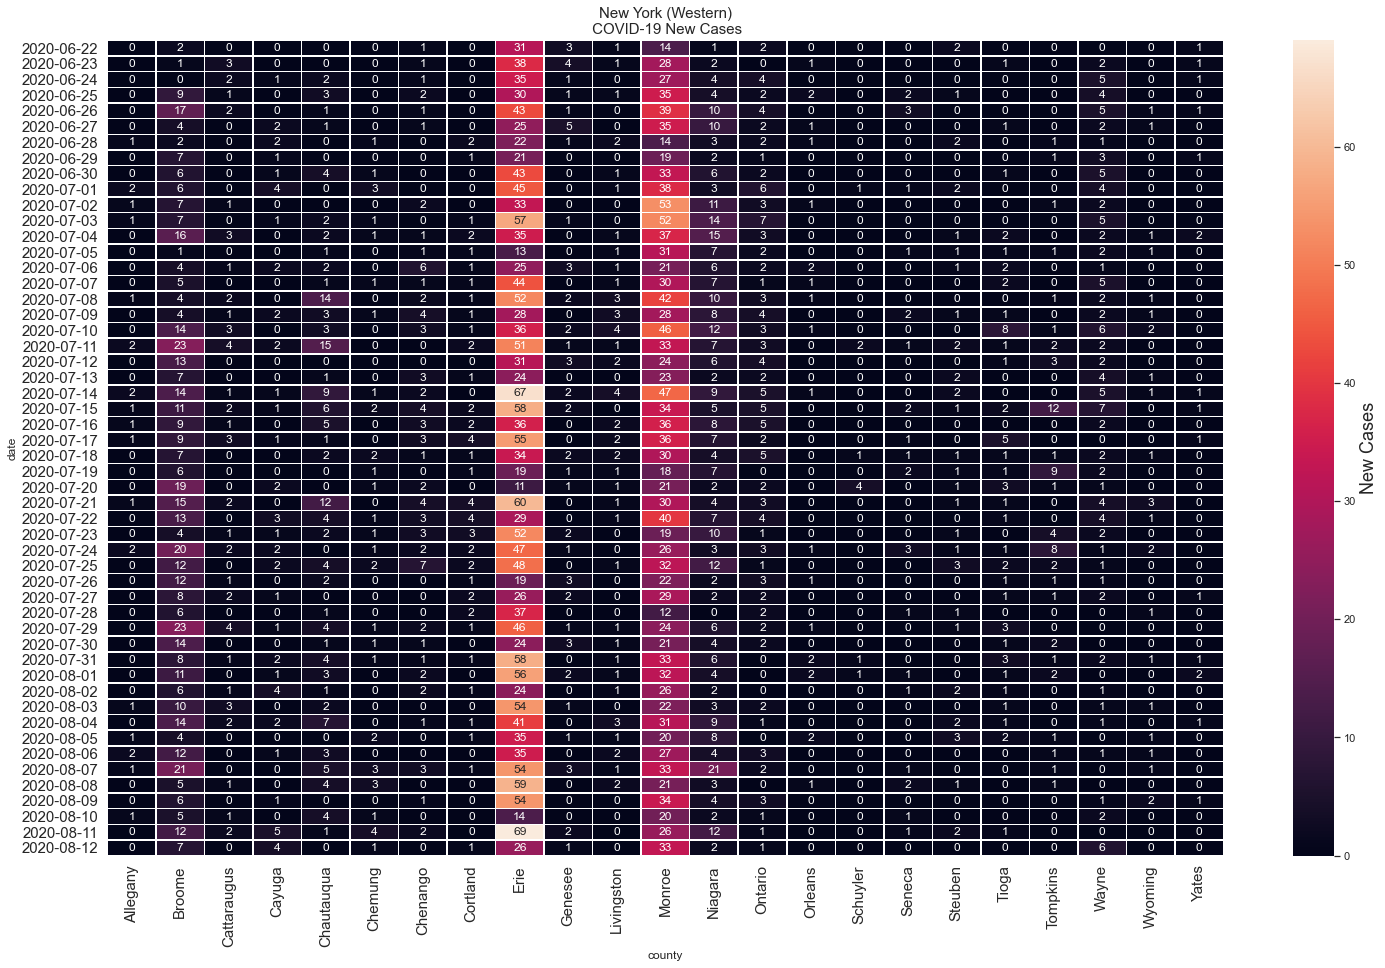 New York (Western)
COVID-19 New Cases
2020-06-22 0 2 0 0 0 0 1 0 31 3 1 14 1 2 0 0 0 2 0 0 0 0 1
2020-06-23 0 1 3 0 0 0 1 0 38 4 1 28 2 0 1 0 0 0 1 0 2 0 1
2020-06-24 0 0 2 1 2 0 1 0 35 1 0 27 4 4 0 0 0 0 0 0 5 0 1
2020-06-25 0 9 1 0 3 0 2 0 30 1 1 35 4 2 2 0 2 1 0 0 4 0 0
2020-06-26 0 17 2 0 1 0 1 0 43 1 0 39 10 4 0 0 3 0 0 0 5 1 1
2020-06-27 0 4 0 2 1 0 1 0 25 5 0 35 10 2 1 0 0 0 1 0 2 1 0
2020-06-28 1 2 0 2 0 1 0 2 22 1 2 14 3 2 1 0 0 2 0 1 1 0 0
2020-06-29 0 7 0 1 0 0 0 1 21 0 0 19 2 1 0 0 0 0 0 1 3 0 1
2020-06-30 0 6 0 1 4 1 0 0 43 0 1 33 6 2 0 0 0 0 1 0 5 0 0
2020-07-01 2 6 0 4 0 3 0 0 45 0 1 38 3 6 0 1 1 2 0 0 4 0 0
2020-07-02 1 7 1 0 0 0 2 0 33 0 1 53 11 3 1 0 0 0 0 1 2 0 0
2020-07-03 1 7 0 1 2 1 0 1 57 1 0 52 14 7 0 0 0 0 0 0 5 0 0
2020-07-04 0 16 3 0 2 1 1 2 35 0 1 37 15 3 0 0 0 1 2 0 2 1 2
2020-07-05 0 1 0 0 1 0 1 1 13 0 1 31 7 2 0 0 1 1 1 1 2 1 0
2020-07-06 0 4 1 2 2 0 6 1 25 3 1 21 6 2 2 0 0 1 2 0 1 0 0
2020-07-07 0 5 0 0 1 1 1 1 44 0 1 30 7 1 1 0 0 0 2 0 5 0 0
2020-07-08 1 4 2 0 14 0 2 1 52 2 3 42 10 3 1 0 0 0 0 1 2 1 0
2020-07-09 0 4 1 2 3 1 4 1 28 0 3 28 8 4 0 0 2 1 1 0 1 0 0
2020-07-10 0 14 3 0 3 0 3 1 36 2 4 46 12 3 1 0 0 0 8 1 6 2 0
2020-07-11 2 23 4 2 15 0 0 2 51 1 1 33 7 3 0 2 1 2 1 2 2 0 0
2020-07-12 0 13 0 0 0 0 0 0 31 3 2 24 6 4 0 0 0 0 1 3 2 0 0
2020-07-13 0 7 0 0 1 0 3 1 24 0 0 23 2 2 0 0 0 2 0 0 4 1 0
2020-07-14 2 14 1 1 9 1 2 0 67 2 4 47 9 5 1 0 0 2 0 0 5 1 1
2020-07-15 1 11 2 1 6 2 4 2 58 2 0 34 5 5 0 0 2 1 2 12 7 0 1
2020-07-16 1 9 1 0 5 0 3 2 36 0 2 36 8 5 0 0 0 0 0 1 2 0 0
2020-07-17 1 9 3 1 1 0 3 4 55 0 2 36 7 2 0 0 1 0 5 0 0 0 1
2020-07-18 0 7 0 0 2 2 1 1 34 2 2 30 4 5 0 1 1 1 1 1 2 0 0
2020-07-19 0 6 0 0 0 1 0 1 19 1 1 18 7 0 0 0 2 1 1 9 2 0 0
2020-07-20 0 19 0 2 0 1 2 0 11 1 1 21 2 2 0 4 0 1 3 1 1 0 0
2020-07-21 1 15 2 0 12 0 4 4 60 0 1 30 4 3 0 0 0 0 1 0 4 3 0
2020-07-22 0 13 0 3 4 1 3 4 29 0 1 40 7 4 0 0 0 0 1 0 4 1 0
2020-07-23 0 4 1 1 2 1 3 3 52 2 0 19 10 1 0 0 0 1 0 4 2 0 0
2020-07-24 2 20 2 2 0 1 2 2 47 1 0 26 3 3 1 0 3 1 1 8 1 2 0
2020-07-25 0 12 0 2 4 2 7 2 48 0 1 32 12 1 0 0 0 3 2 2 1 0 0
2020-07-26 0 12 1 0 2 0 0 1 19 3 0 22 2 3 1 0 0 0 1 1 1 0 0
2020-07-27 0 8 2 1 0 0 0 2 26 2 0 29 2 2 0 0 0 0 1 1 2 0 1
2020-07-28 0 6 0 0 1 0 0 2 37 0 0 12 0 2 0 0 1 1 0 0 0 1 0
2020-07-29 0 23 4 1 4 1 2 1 46 1 1 24 6 2 1 0 0 1 3 0 0 0 0
2020-07-30 0 14 0 0 1 1 1 0 24 3 1 21 4 2 0 0 0 0 1 2 0 0 0
2020-07-31 0 8 1 2 4 1 1 1 58 0 1 33 6 0 2 1 0 0 3 1 2 1 1
2020-08-01 0 11 0 1 3 0 2 0 56 2 1 32 4 0 2 1 1 0 1 2 0 0 2
2020-08-02 0 6 1 4 1 0 2 1 24 0 1 26 2 0 0 0 1 2 1 0 1 0 0
2020-08-03 1 10 3 0 0 0 0 0 54 1 0 22 3 2 0 0 0 0 0 1 0 1 0
2020-08-04 0 14 2 2 7 0 1 1 41 0 3 31 9 1 0 0 0 2 1 0 1 0 1
2020-08-05 1 4 0 0 0 2 0 1 35 1 1 20 8 0 2 0 0 3 2 1 0 1 0
2020-08-06 2 12 0 1 3 0 0 0 35 0 2 27 4 3 0 0 0 0 0 1 1 1 0
2020-08-07 1 21 0 0 5 3 3 1 54 3 1 33 21 2 0 0 1 0 0 1 0 1 0
2020-08-08 0 5 1 0 4 3 0 0 59 0 2 21 3 0 1 0 2 1 0 1 0 0 0
2020-08-09 0 6 0 1 0 0 1 0 54 0 0 34 4 3 0 0 0 0 0 0 1 2 1
2020-08-10 1 5 1 0 4 1 0 0 14 0 0 20 2 1 0 0 1 0 0 0 2 0 0
2020-08-11 0 12 2 5 1 4 2 0 69 2 0 26 12 1 0 0 1 2 1 0 0 0 0
2020-08-12 0 7 0 4 0 1 0 1 26 1 0 33 2 1 0 0 0 0 0 0 6 0 0
date
Allegany Broome Cattaraugus Cayuga Chautauqua Chemung Chenango Cortland Erie Genesee Livingston Monroe Niagara Ontario Orleans Schuyler Seneca Steuben Tioga Tompkins Wayne Wyoming Yates
county
60
50
40
30
20
10
0
New Cases